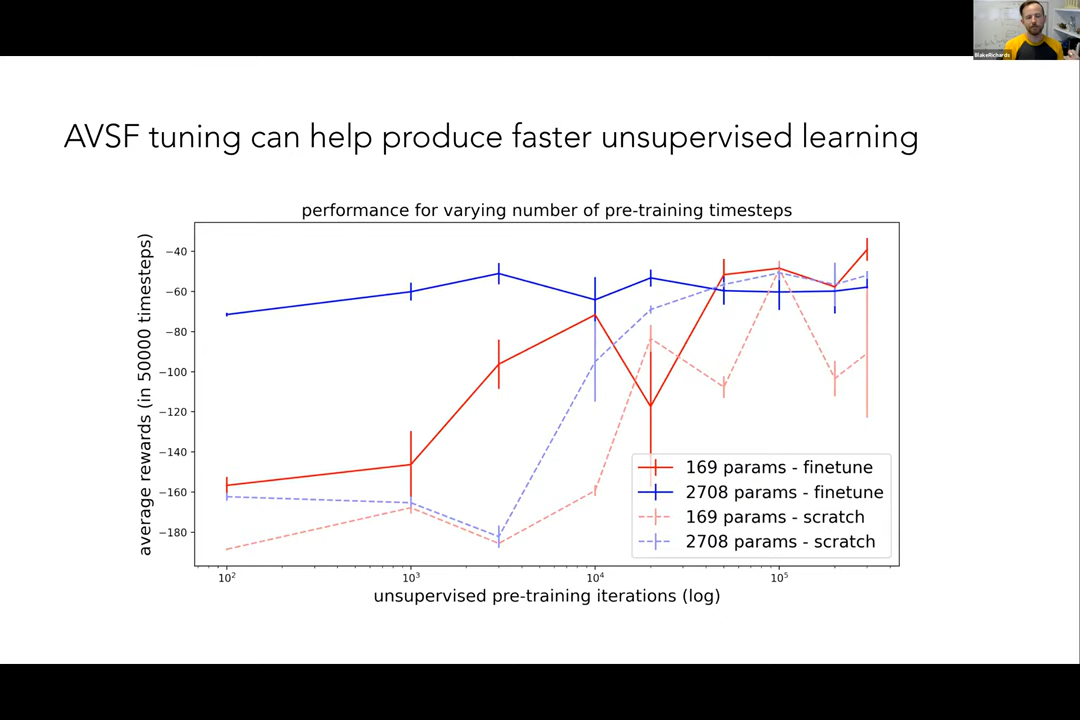 BlakeRichards
AVSF tuning can help produce faster unsupervised learning
performance for varying number of pre-training timesteps
average rewards (in 50000 timesteps)
−40
−60
−80
−100
−120
−140
−160
−180
169 params - finetune
2708 params - finetune
169 params - scratch
2708 params - scratch
10²
10³
10⁴
10⁵
unsupervised pre-training iterations (log)